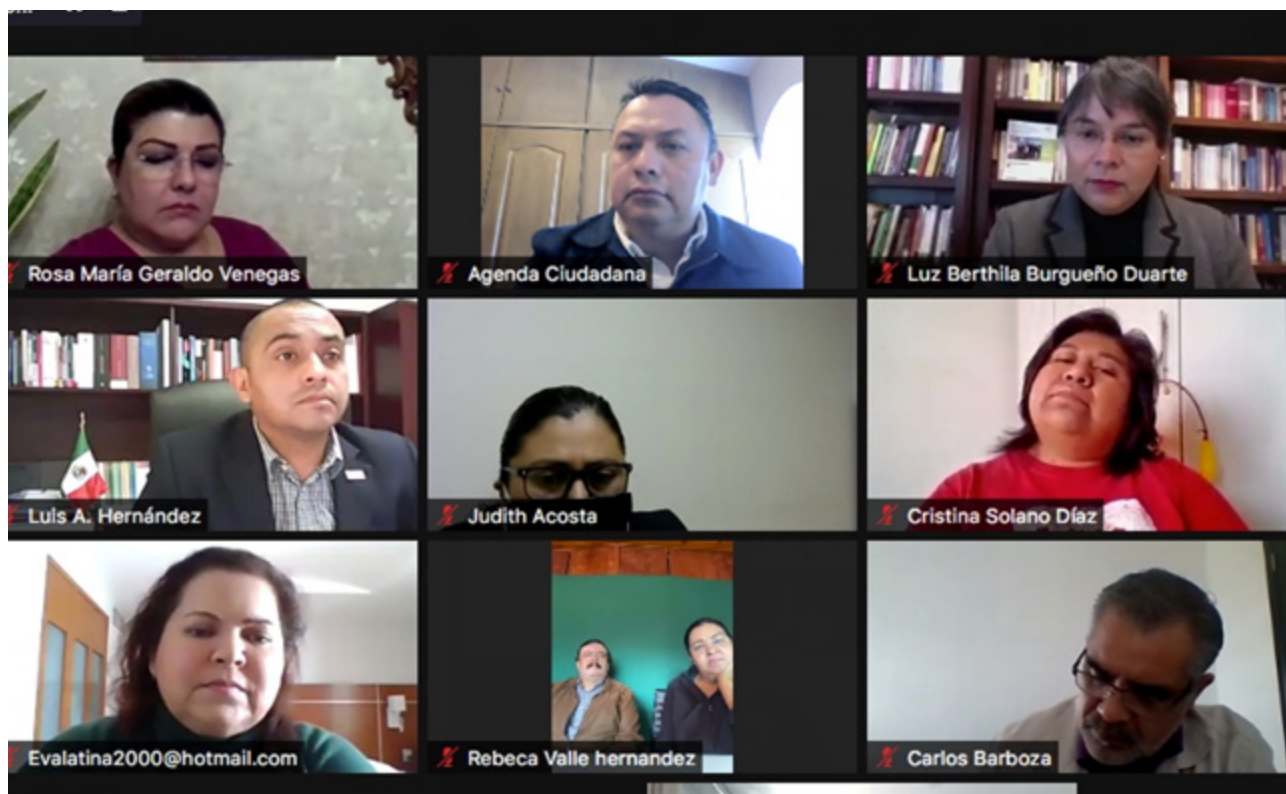 Rosa María Geraldo Venegas
Agenda Ciudadana
Luz Berthila Burgueño Duarte
Luis A. Hernández
Judith Acosta
Cristina Solano Díaz
Evalatina2000@hotmail.com
Rebeca Valle hernandez
Carlos Barboza